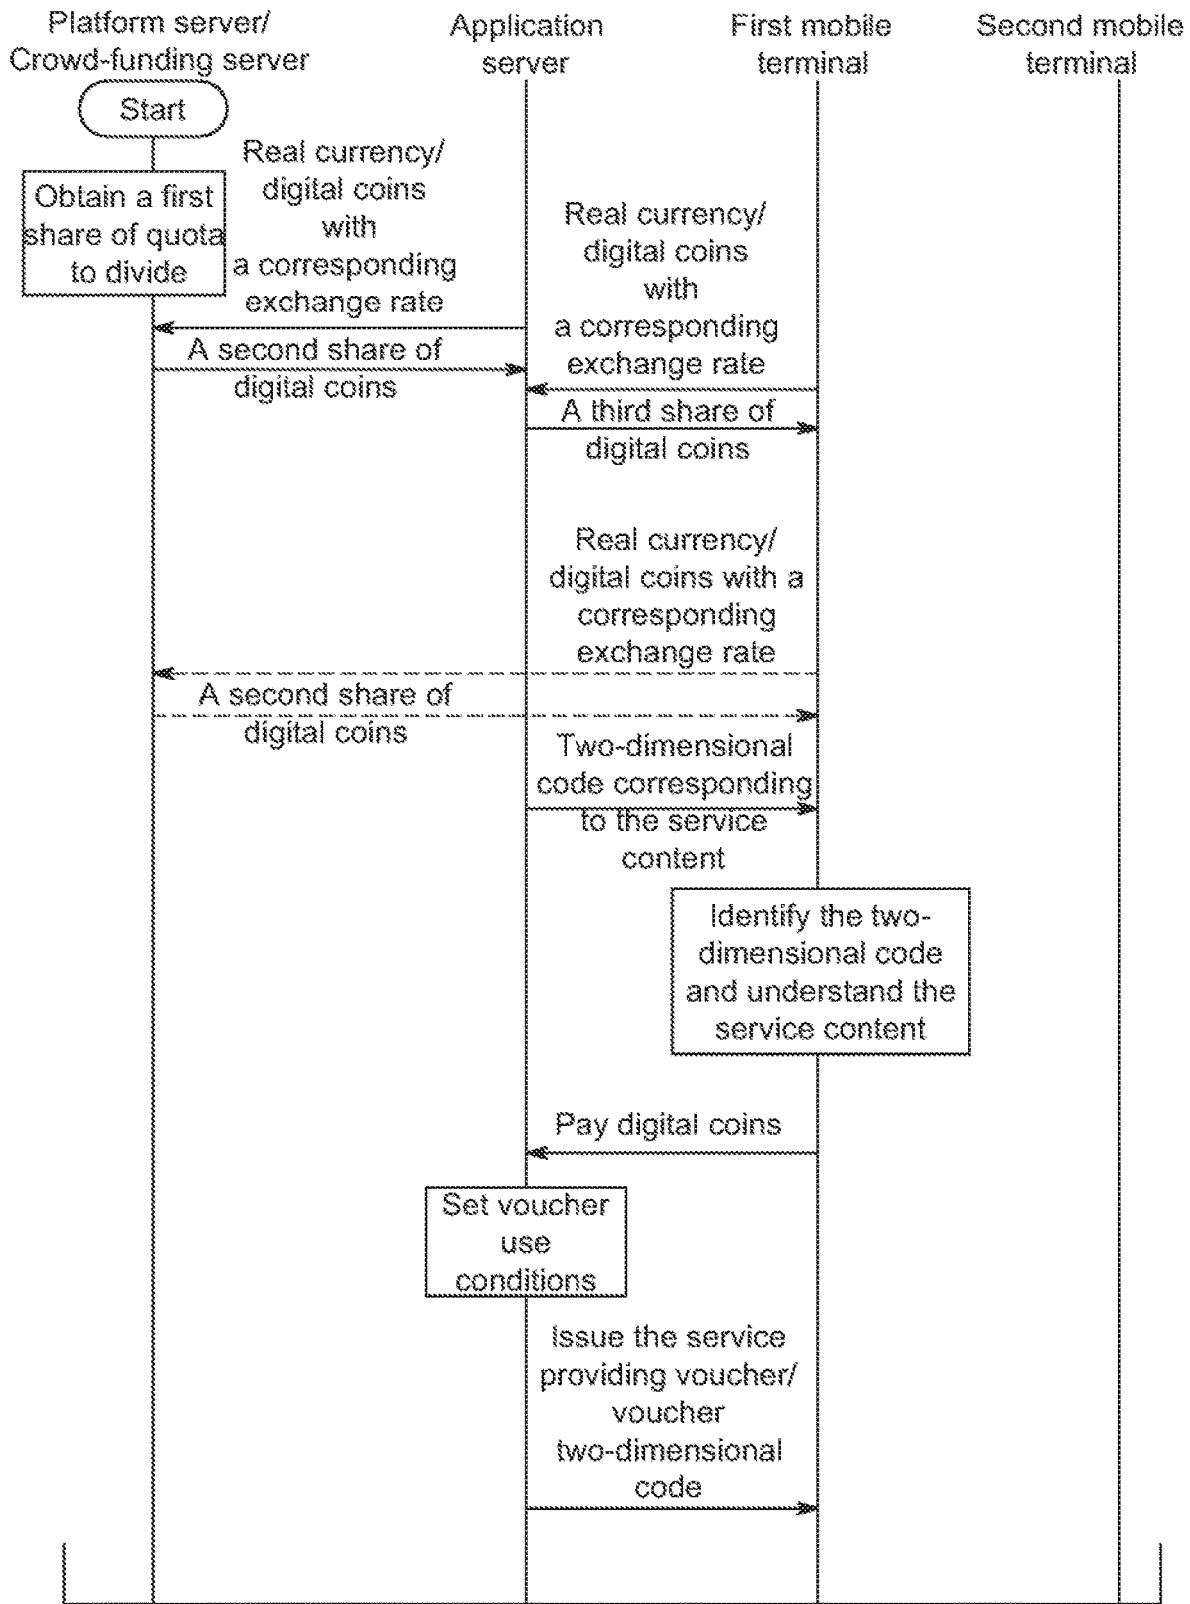 Platform server/
Crowd-funding server
Application
server
First mobile
terminal
Second mobile
terminal
Start
Obtain a first
share of quota
to divide
Real currency/
digital coins
with
a corresponding
exchange rate
A second share of
digital coins
Real currency/
digital coins
with
a corresponding
exchange rate
A third share of
digital coins
Real currency/
digital coins with a
corresponding
exchange rate
A second share of
digital coins
Two-dimensional
code corresponding
to the service
content
Identify the two-
dimensional code
and understand the
service content
Pay digital coins
Set voucher
use
conditions
Issue the service
providing voucher/
voucher
two-dimensional
code